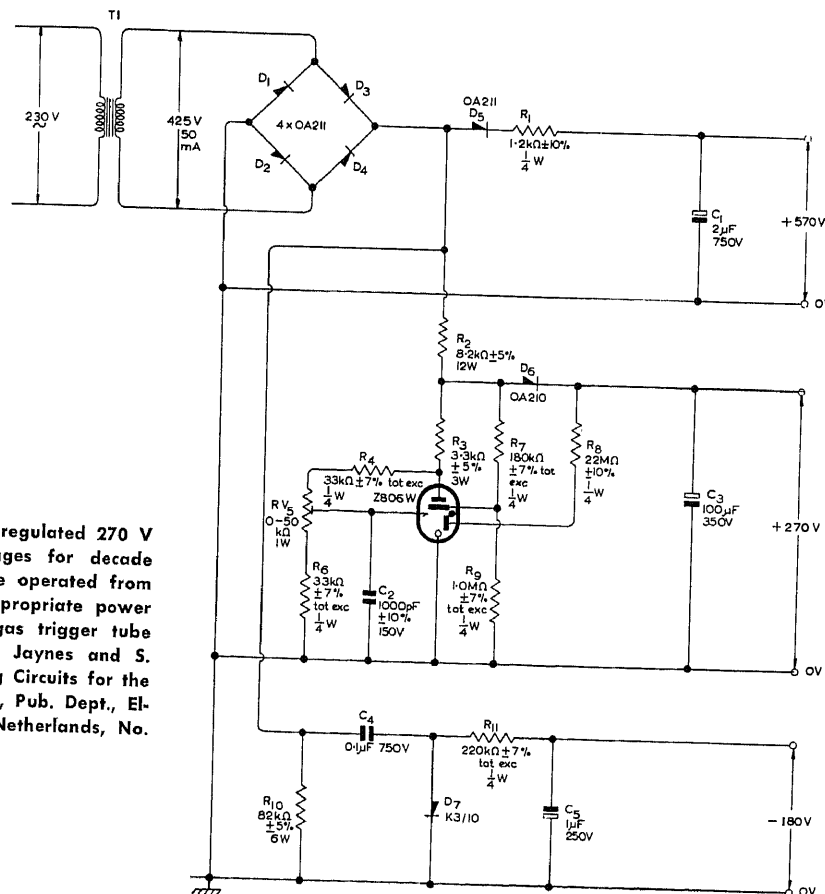 T1
230 V
~
425 V
50
mA
D1
D3
4 x OA211
D2
D4
OA211
D5
R1
1·2kΩ±10%
1/4 W
C1
2μF
750V
+570V
R2
8·2kΩ±5%
12W
D6
OA210
R4
33kΩ±7% tot exc
1/4 W
R3
3·3kΩ
±5%
3W
Z806W
R7
180kΩ
±7% tot
exc
1/4 W
R8
22MΩ
±10%
1/4 W
RV5
0–50
kΩ
1W
R6
33kΩ
±7%
tot exc
1/4 W
C2
1000pF
±10%
150V
R9
1·0MΩ
±7%
tot exc
1/4 W
C3
100μF
350V
+270V
0V
regulated 270 V
ages for decade
e operated from
propriate power
gas trigger tube
Jaynes and S.
g Circuits for the
, Pub. Dept., El-
Netherlands, No.
C4
0·1μF 750V
R11
220kΩ±7%
tot exc
1/4 W
R10
82kΩ
±5%
6W
D7
K3/10
C5
1μF
250V
–180V
0V